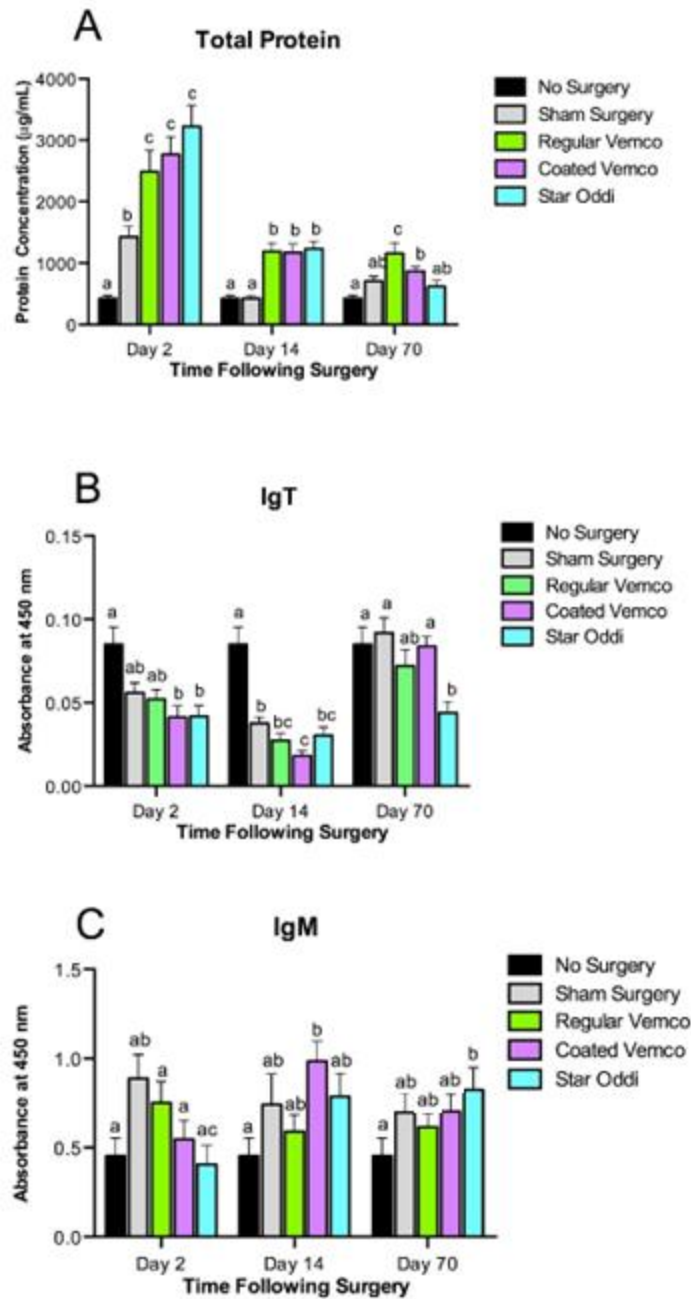 A
Total Protein
Protein Concentration (µg/mL)
4000
3000
2000
1000
0
a b c c c
a a b b b
a ab c b ab
Day 2 Day 14 Day 70
Time Following Surgery
No Surgery
Sham Surgery
Regular Vemco
Coated Vemco
Star Oddi
B
IgT
Absorbance at 450 nm
0.15
0.10
0.05
0.00
a ab ab b b
a b bc c bc
a a ab a b
Day 2 Day 14 Day 70
Time Following Surgery
No Surgery
Sham Surgery
Regular Vemco
Coated Vemco
Star Oddi
C
IgM
Absorbance at 450 nm
1.5
1.0
0.5
0.0
a ab a a ac
a ab ab b ab
a ab ab ab b
Day 2 Day 14 Day 70
Time Following Surgery
No Surgery
Sham Surgery
Regular Vemco
Coated Vemco
Star Oddi